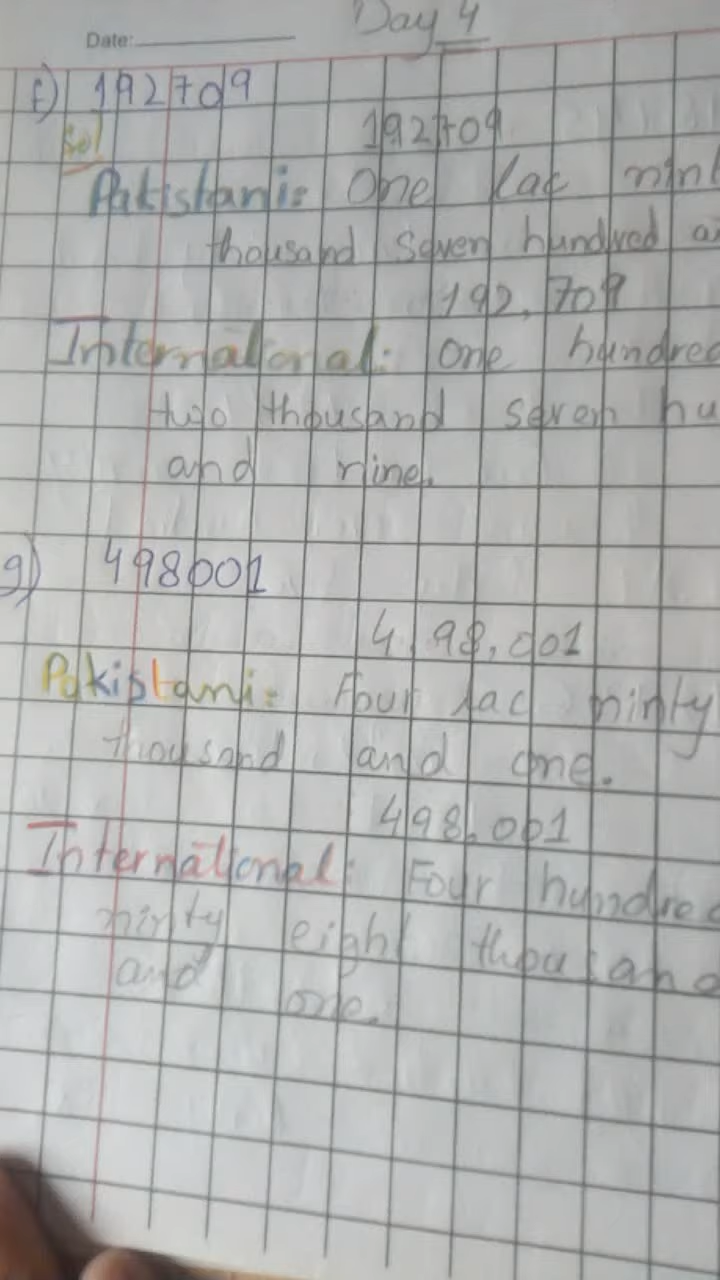 Day 4
Date:
f) 192709
Sol
192709
Pakistani: One lac
thousand seven hundred
192,709
International: one hundred
two thousand seven
and nine.
g) 498001
4,98,001
Pakistani: Four lac ninty
thousand and one.
498,001
International: Four hundred
ninty eight thousand
and one.